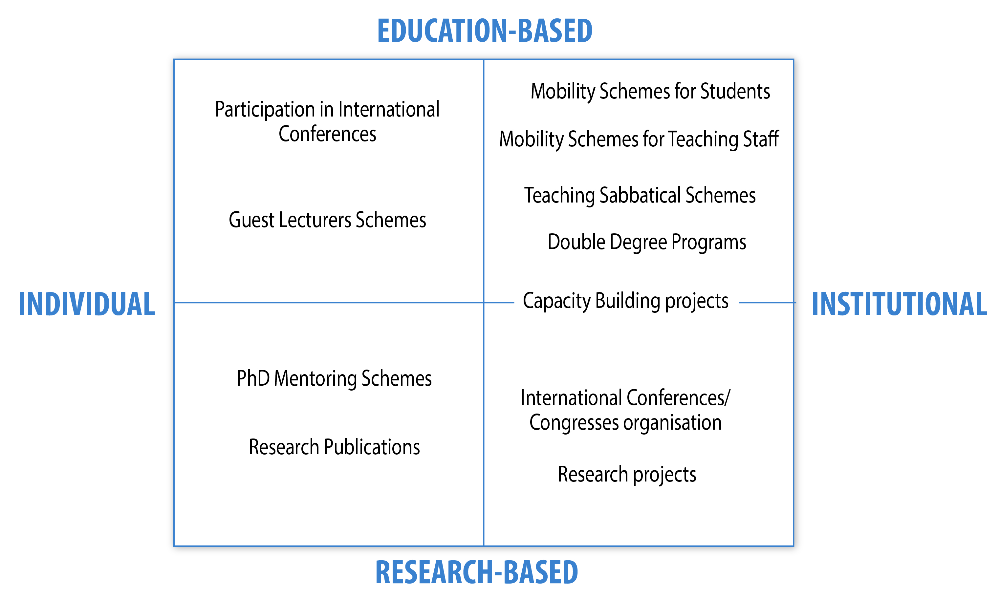 EDUCATION-BASED
Participation in International
Conferences
Guest Lecturers Schemes
Mobility Schemes for Students
Mobility Schemes for Teaching Staff
Teaching Sabbatical Schemes
Double Degree Programs
INDIVIDUAL
Capacity Building projects
INSTITUTIONAL
PhD Mentoring Schemes
Research Publications
International Conferences/
Congresses organisation
Research projects
RESEARCH-BASED